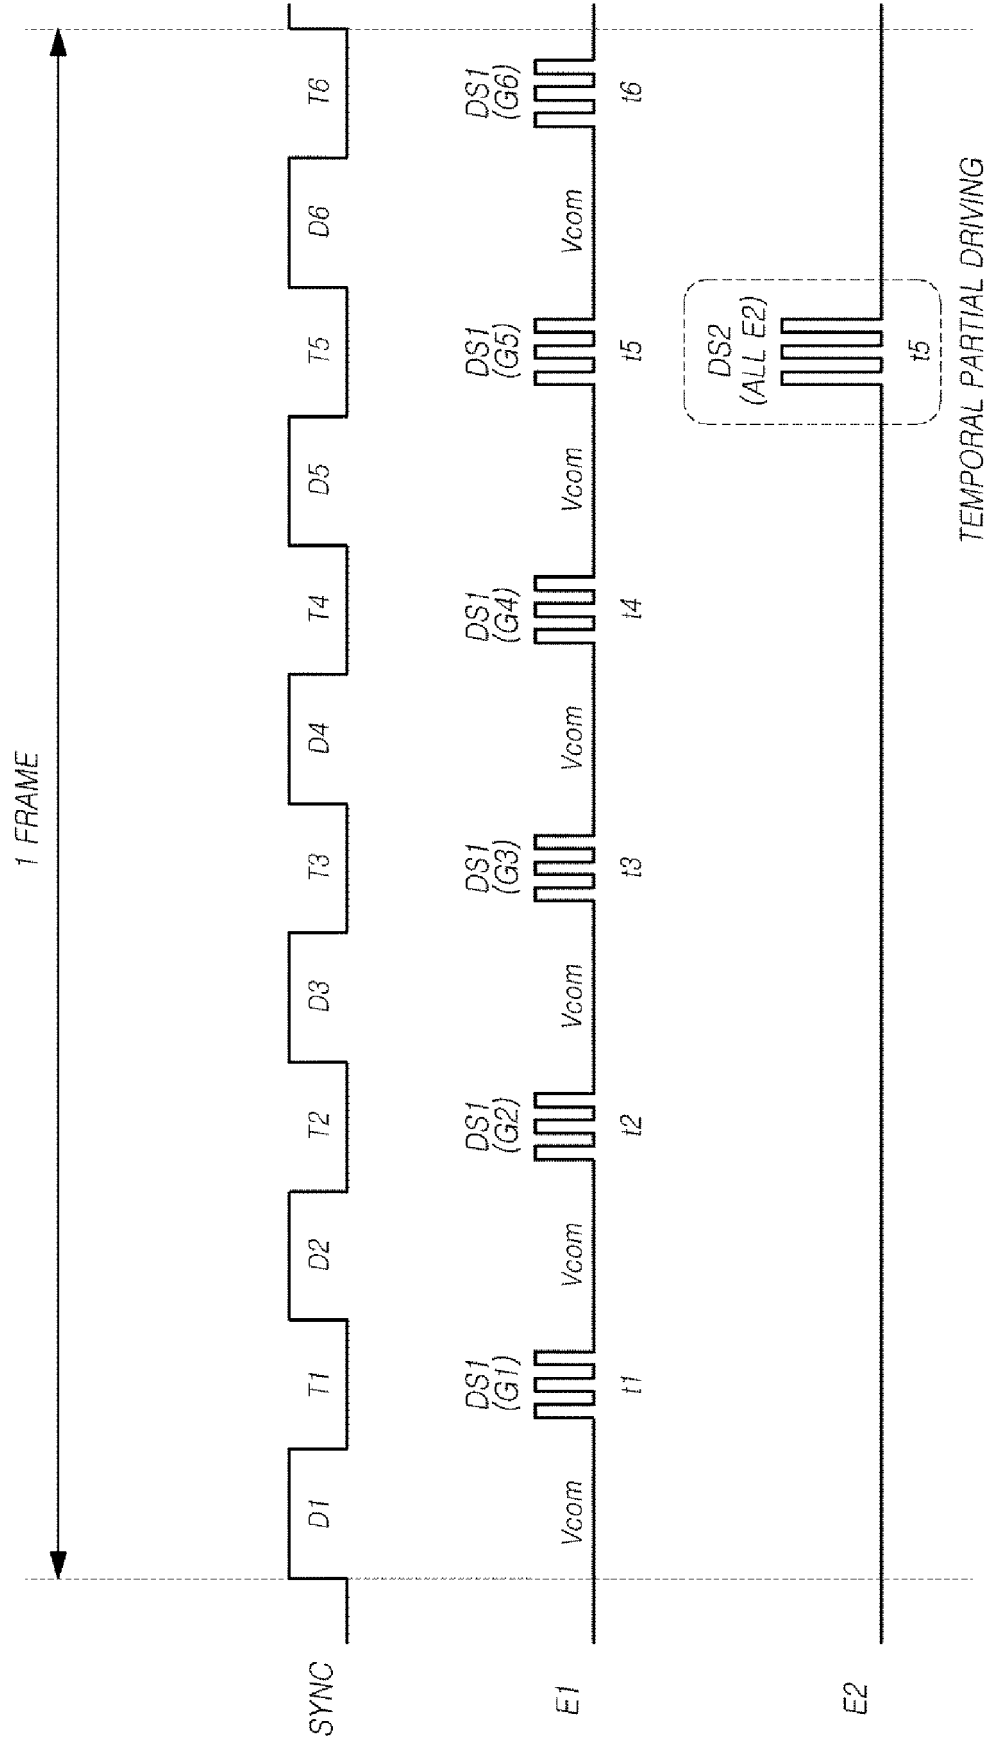 1 FRAME
SYNC
D1
T1
D2
T2
D3
T3
D4
T4
D5
T5
D6
T6
E1
Vcom
DS1
(G1)
t1
Vcom
DS1
(G2)
t2
Vcom
DS1
(G3)
t3
Vcom
DS1
(G4)
t4
Vcom
DS1
(G5)
t5
Vcom
DS1
(G6)
t6
E2
DS2
(ALL E2)
t5
TEMPORAL PARTIAL DRIVING